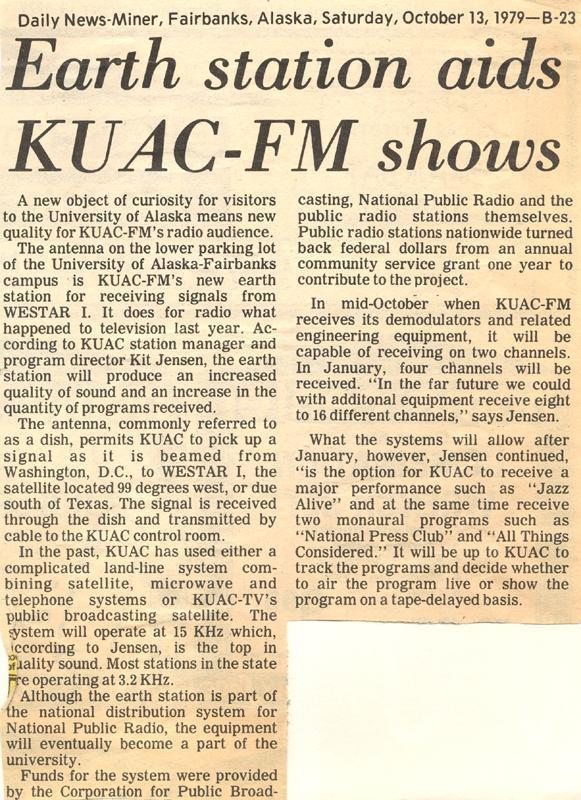 Daily News-Miner, Fairbanks, Alaska, Saturday, October 13, 1979—B-23
Earth station aids
KUAC-FM shows
A new object of curiosity for visitors
to the University of Alaska means new
quality for KUAC-FM's radio audience.
The antenna on the lower parking lot
of the University of Alaska-Fairbanks
campus is KUAC-FM's new earth
station for receiving signals from
WESTAR I. It does for radio what
happened to television last year. Ac-
cording to KUAC station manager and
program director Kit Jensen, the earth
station will produce an increased
quality of sound and an increase in the
quantity of programs received.
The antenna, commonly referred to
as a dish, permits KUAC to pick up a
signal as it is beamed from
Washington, D.C., to WESTAR I, the
satellite located 99 degrees west, or due
south of Texas. The signal is received
through the dish and transmitted by
cable to the KUAC control room.
In the past, KUAC has used either a
complicated land-line system com-
bining satellite, microwave and
telephone systems or KUAC-TV's
public broadcasting satellite. The
system will operate at 15 KHz which,
according to Jensen, is the top in
quality sound. Most stations in the state
are operating at 3.2 KHz.
Although the earth station is part of
the national distribution system for
National Public Radio, the equipment
will eventually become a part of the
university.
Funds for the system were provided
by the Corporation for Public Broad-
casting, National Public Radio and the
public radio stations themselves.
Public radio stations nationwide turned
back federal dollars from an annual
community service grant one year to
contribute to the project.
In mid-October when KUAC-FM
receives its demodulators and related
engineering equipment, it will be
capable of receiving on two channels.
In January, four channels will be
received. "In the far future we could
with additonal equipment receive eight
to 16 different channels," says Jensen.
What the systems will allow after
January, however, Jensen continued,
"is the option for KUAC to receive a
major performance such as "Jazz
Alive" and at the same time receive
two monaural programs such as
"National Press Club" and "All Things
Considered." It will be up to KUAC to
track the programs and decide whether
to air the program live or show the
program on a tape-delayed basis.